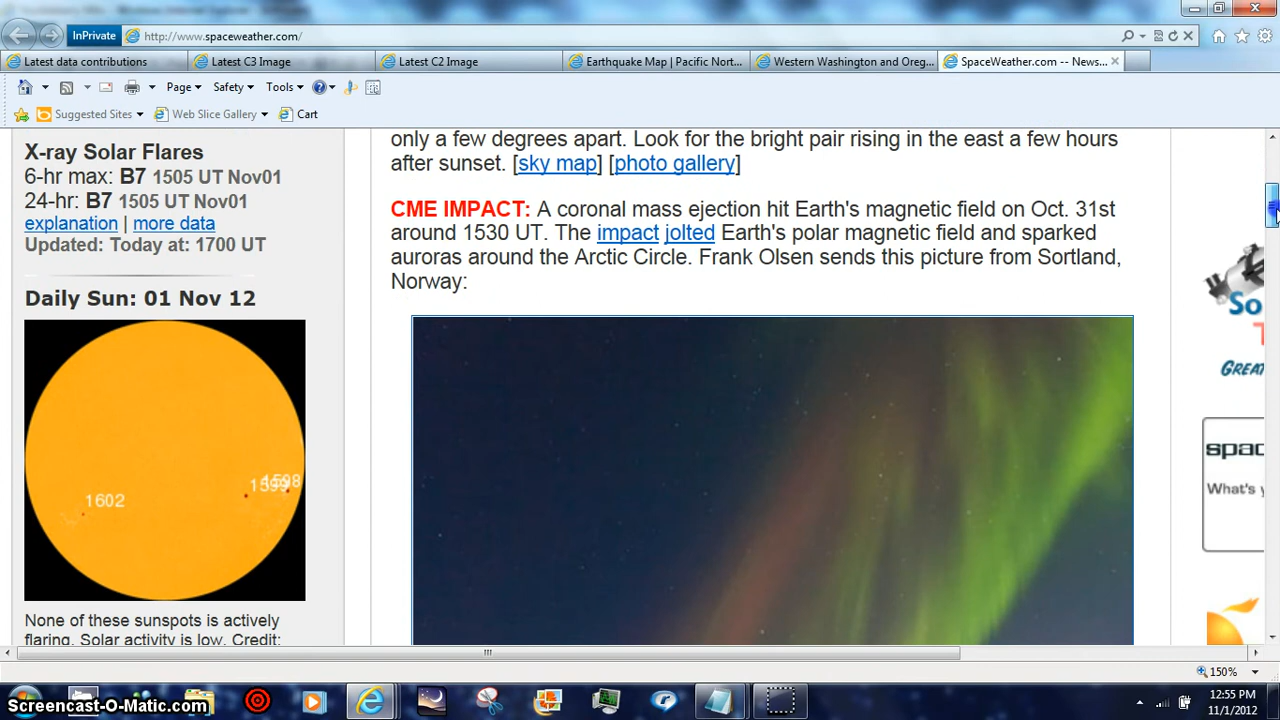 InPrivate
http://www.spaceweather.com/
Latest data contributions
Latest C3 Image
Latest C2 Image
Earthquake Map | Pacific Nort...
Western Washington and Oreg...
SpaceWeather.com -- News...
Page
Safety
Tools
Suggested Sites
Web Slice Gallery
Cart
X-ray Solar Flares
6-hr max: B7 1505 UT Nov01
24-hr: B7 1505 UT Nov01
explanation | more data
Updated: Today at: 1700 UT
Daily Sun: 01 Nov 12
1602
1599
1598
None of these sunspots is actively
flaring. Solar activity is low. Credit:
only a few degrees apart. Look for the bright pair rising in the east a few hours
after sunset. [sky map] [photo gallery]
CME IMPACT: A coronal mass ejection hit Earth's magnetic field on Oct. 31st
around 1530 UT. The impact jolted Earth's polar magnetic field and sparked
auroras around the Arctic Circle. Frank Olsen sends this picture from Sortland,
Norway:
So
T
GREAT
spac
What's y
150%
12:55 PM
11/1/2012
Screencast-O-Matic.com